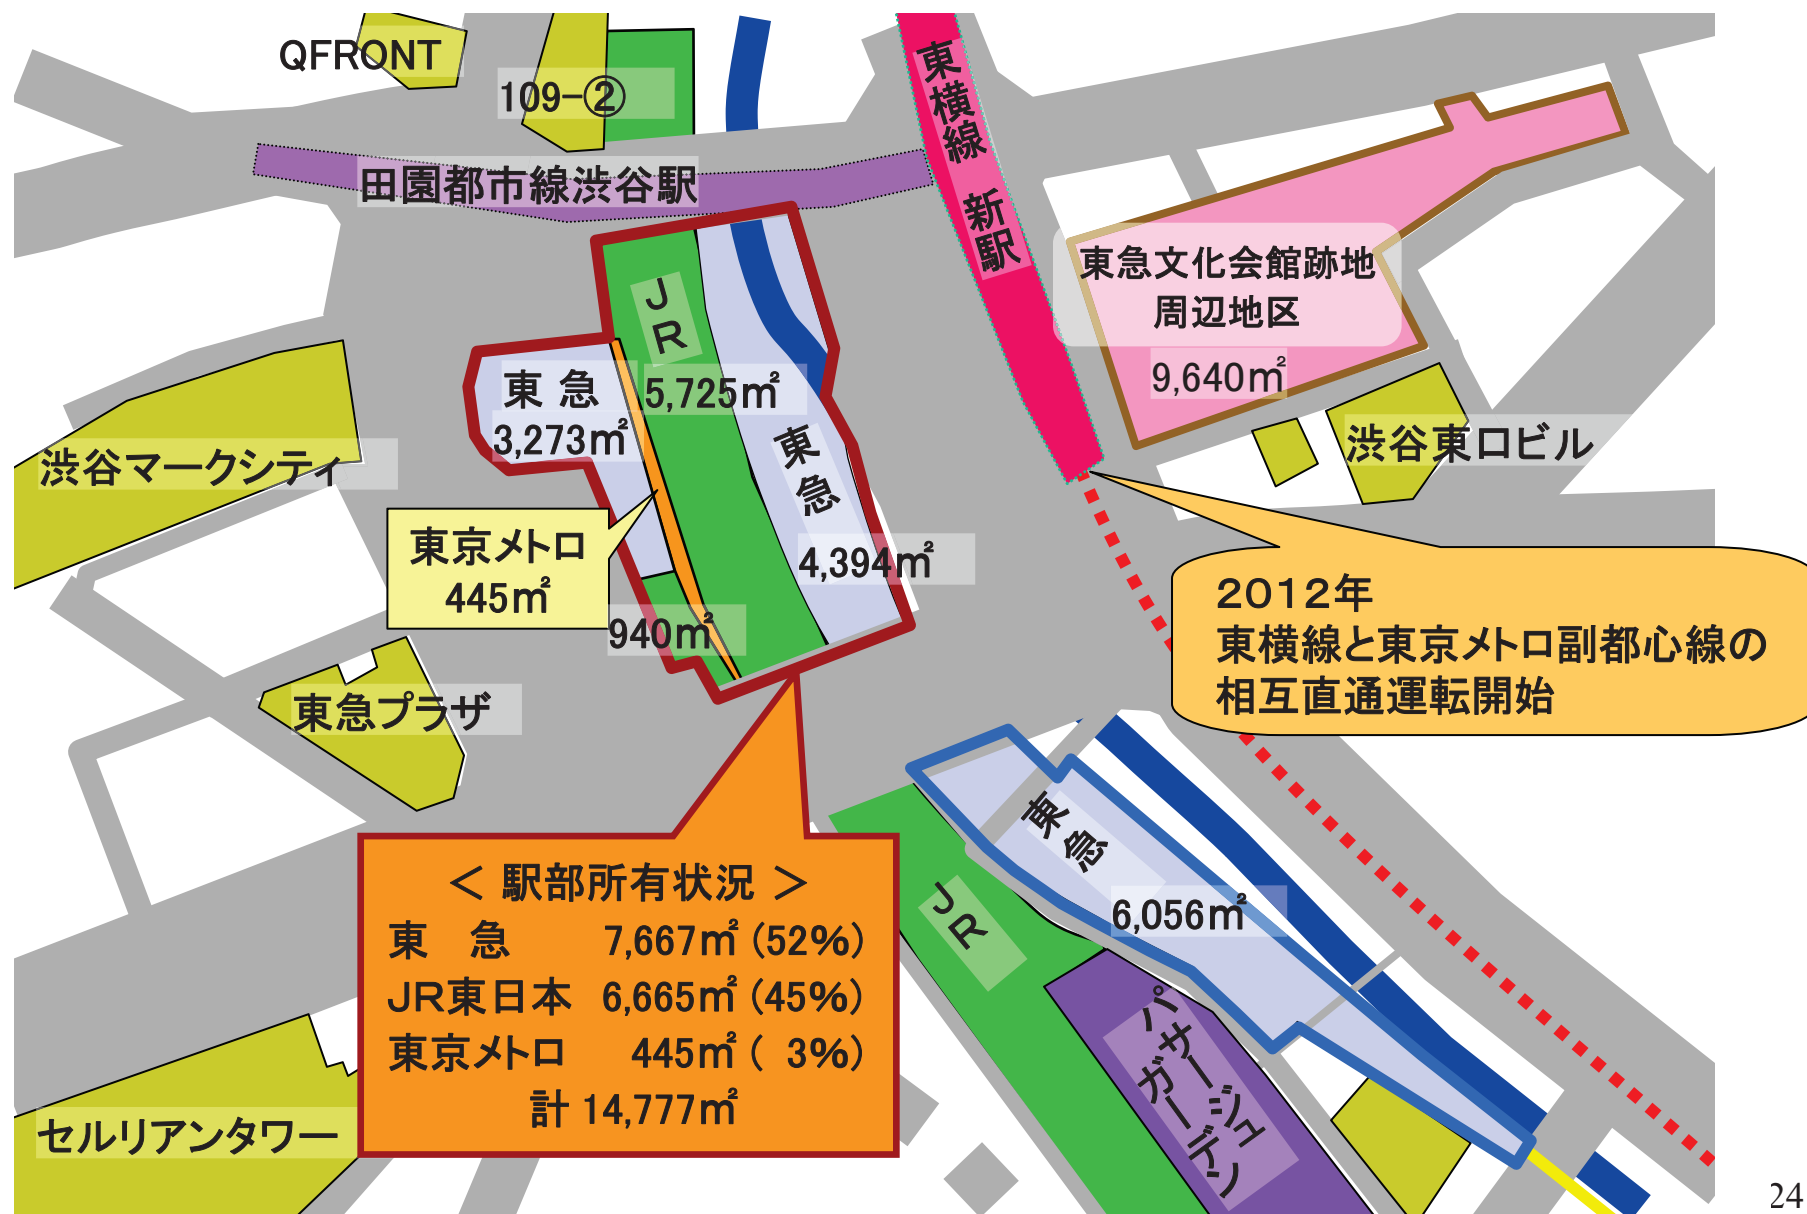 QFRONT
109-②
田園都市線渋谷駅
東横線 新駅
東急文化会館跡地
周辺地区
9,640㎡
JR
5,725㎡
東急
3,273㎡
東急
4,394㎡
渋谷マークシティ
渋谷東口ビル
東京メトロ
445㎡
940㎡
2012年
東横線と東京メトロ副都心線の
相互直通運転開始
東急プラザ
東急
6,056㎡
JR
パサージュ
ガーデン
＜ 駅部所有状況 ＞
東 急 7,667㎡ (52%)
JR東日本 6,665㎡ (45%)
東京メトロ 445㎡ ( 3%)
計 14,777㎡
セルリアンタワー
24